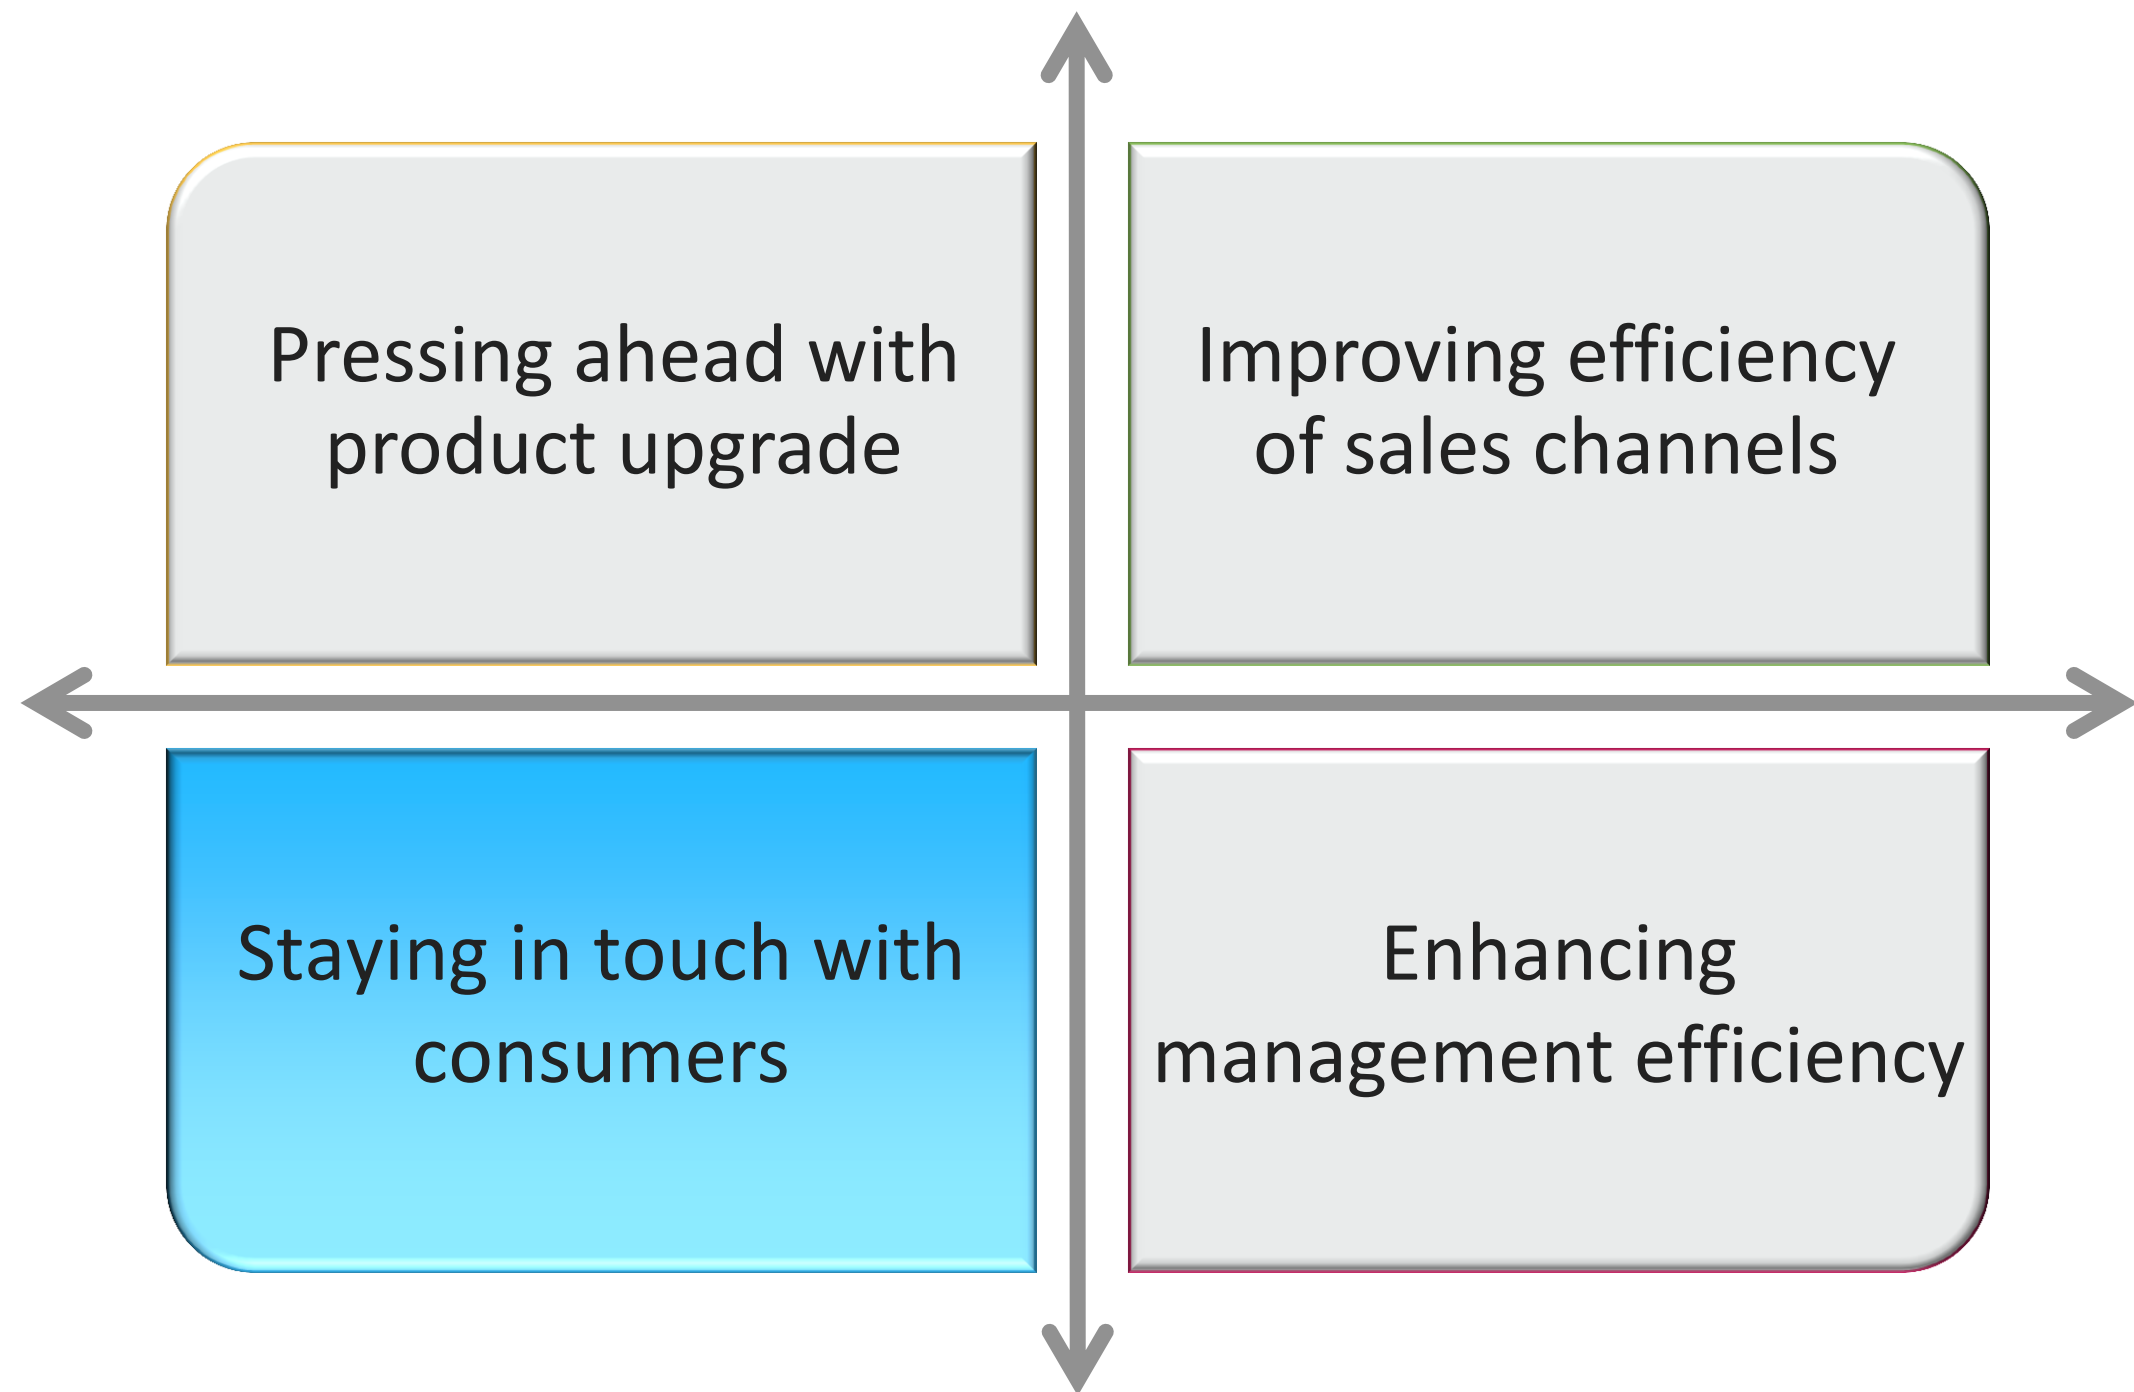 Pressing ahead with
product upgrade
Improving efficiency
of sales channels
Staying in touch with
consumers
Enhancing
management efficiency